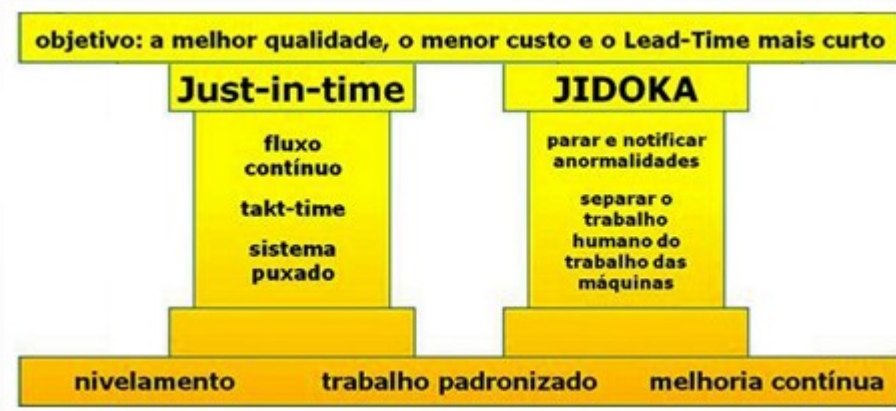 objetivo: a melhor qualidade, o menor custo e o Lead-Time mais curto
Just-in-time
fluxo
contínuo
takt-time
sistema
puxado
JIDOKA
parar e notificar
anormalidades
separar o
trabalho
humano do
trabalho das
máquinas
nivelamento trabalho padronizado melhoria contínua